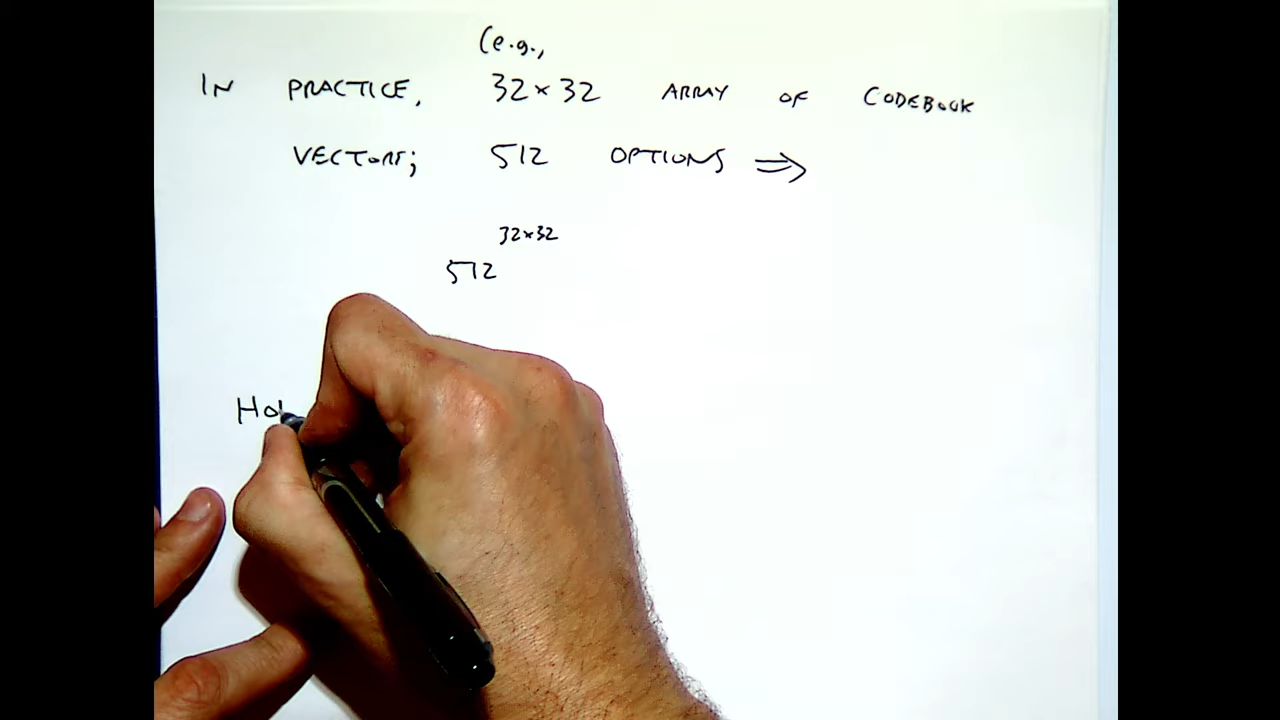 (e.g.,
IN PRACTICE, 32×32 ARRAY OF CODEBOOK
VECTORS; 512 OPTIONS ⇒
32×32
512